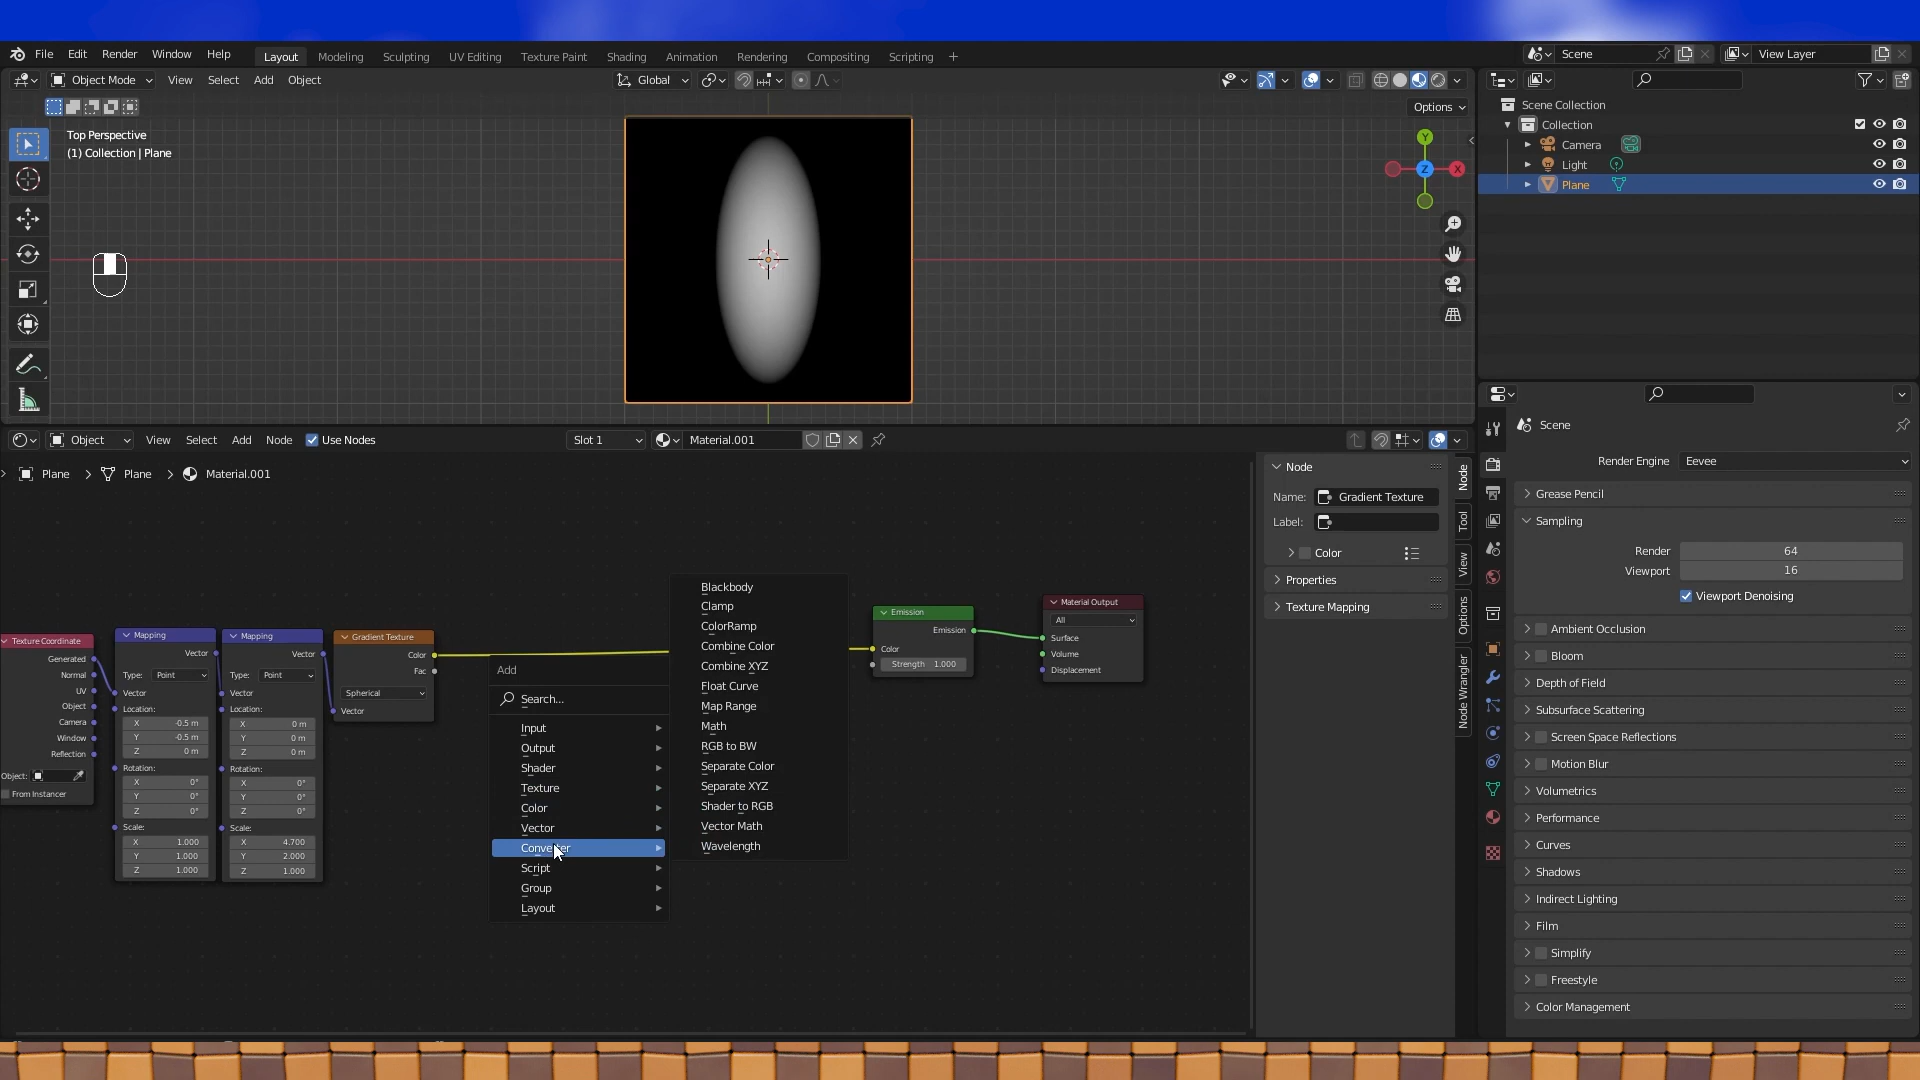 File Edit Render Window Help Layout Modeling Sculpting UV Editing Texture Paint Shading Animation Rendering Compositing Scripting + Scene View Layer
Object Mode View Select Add Object Global
Options
Top Perspective
(1) Collection | Plane
Y
X
Z
Scene Collection
Collection
Camera
Light
Plane
Object View Select Add Node Use Nodes Slot 1 Material.001
Plane > Plane > Material.001
Texture Coordinate
Generated
Normal
UV
Object
Camera
Window
Reflection
Object:
From Instancer
Mapping
Vector
Type: Point
Vector
Location:
X -0.5 m
Y -0.5 m
Z 0 m
Rotation:
X 0°
Y 0°
Z 0°
Scale:
X 1.000
Y 1.000
Z 1.000
Mapping
Vector
Type: Point
Vector
Location:
X 0 m
Y 0 m
Z 0 m
Rotation:
X 0°
Y 0°
Z 0°
Scale:
X 4.700
Y 2.000
Z 1.000
Gradient Texture
Color
Fac
Spherical
Vector
Add
Search...
Input
Output
Shader
Texture
Color
Vector
Converter
Script
Group
Layout
Blackbody
Clamp
ColorRamp
Combine Color
Combine XYZ
Float Curve
Map Range
Math
RGB to BW
Separate Color
Separate XYZ
Shader to RGB
Vector Math
Wavelength
Emission
Emission
Color
Strength 1.000
Material Output
All
Surface
Volume
Displacement
Node
Name: Gradient Texture
Label:
Color
Properties
Texture Mapping
Node
Tool
View
Options
Node Wrangler
Scene
Render Engine Eevee
Grease Pencil
Sampling
Render 64
Viewport 16
Viewport Denoising
Ambient Occlusion
Bloom
Depth of Field
Subsurface Scattering
Screen Space Reflections
Motion Blur
Volumetrics
Performance
Curves
Shadows
Indirect Lighting
Film
Simplify
Freestyle
Color Management